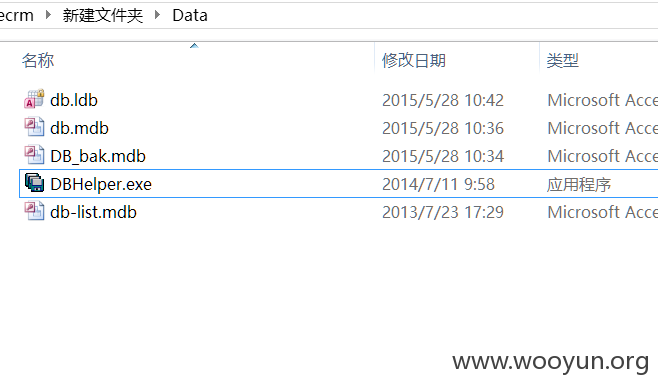 ecrm 新建文件夹 Data
名称 修改日期 类型
db.ldb 2015/5/28 10:42 Microsoft Acce
db.mdb 2015/5/28 10:36 Microsoft Acce
DB_bak.mdb 2015/5/28 10:34 Microsoft Acce
DBHelper.exe 2014/7/11 9:58 应用程序
db-list.mdb 2013/7/23 17:29 Microsoft Acce
www.wooyun.org